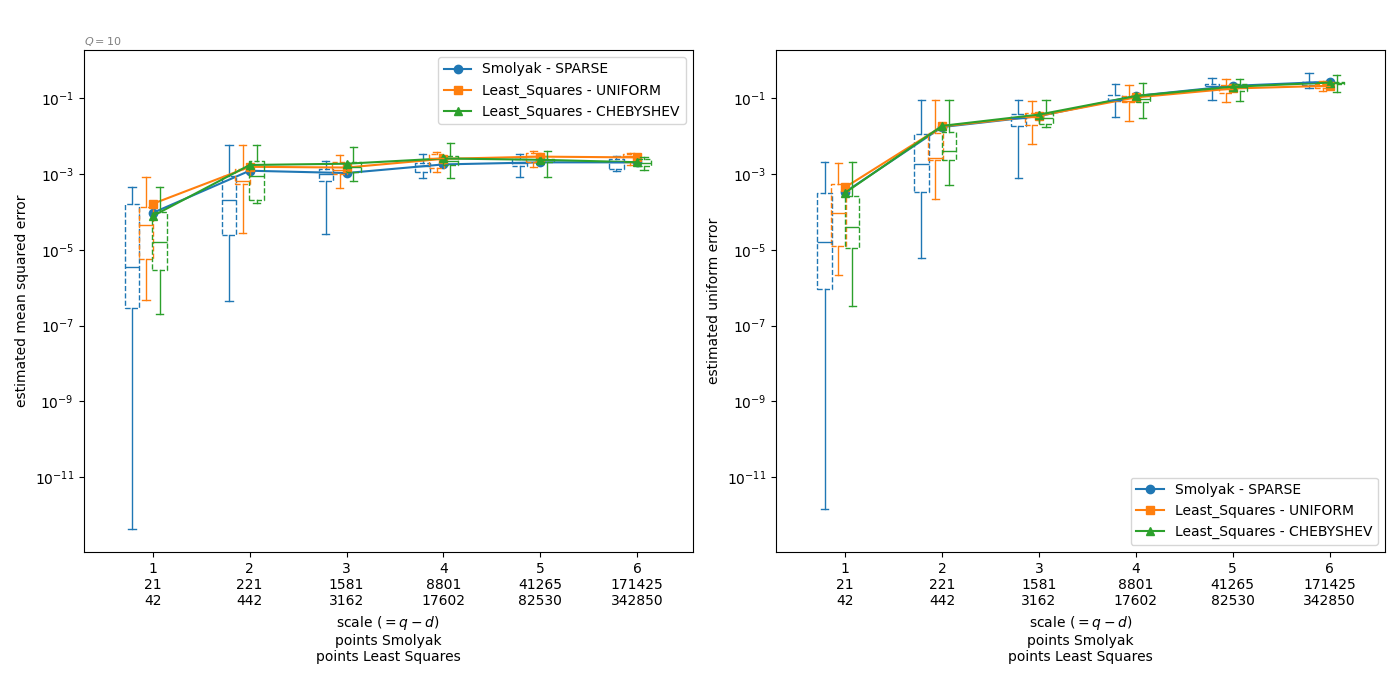 Q = 10
Smolyak - SPARSE
Least_Squares - UNIFORM
Least_Squares - CHEBYSHEV
estimated mean squared error
10⁻¹
10⁻³
10⁻⁵
10⁻⁷
10⁻⁹
10⁻¹¹
1 2 3 4 5 6
21 221 1581 8801 41265 171425
42 442 3162 17602 82530 342850
scale (= q − d)
points Smolyak
points Least Squares
estimated uniform error
10⁻¹
10⁻³
10⁻⁵
10⁻⁷
10⁻⁹
10⁻¹¹
Smolyak - SPARSE
Least_Squares - UNIFORM
Least_Squares - CHEBYSHEV
1 2 3 4 5 6
21 221 1581 8801 41265 171425
42 442 3162 17602 82530 342850
scale (= q − d)
points Smolyak
points Least Squares